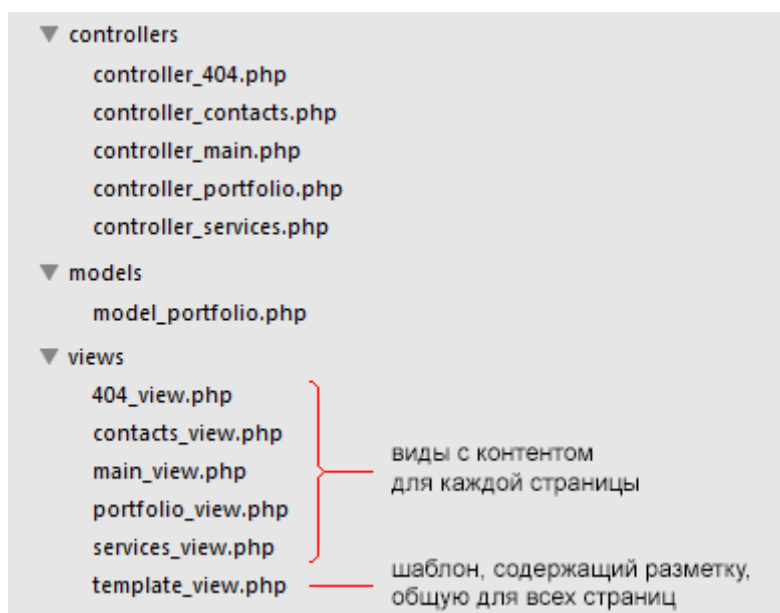 controllers
controller_404.php
controller_contacts.php
controller_main.php
controller_portfolio.php
controller_services.php
models
model_portfolio.php
views
404_view.php
contacts_view.php
main_view.php
portfolio_view.php
services_view.php
виды с контентом
для каждой страницы
template_view.php
шаблон, содержащий разметку,
общую для всех страниц